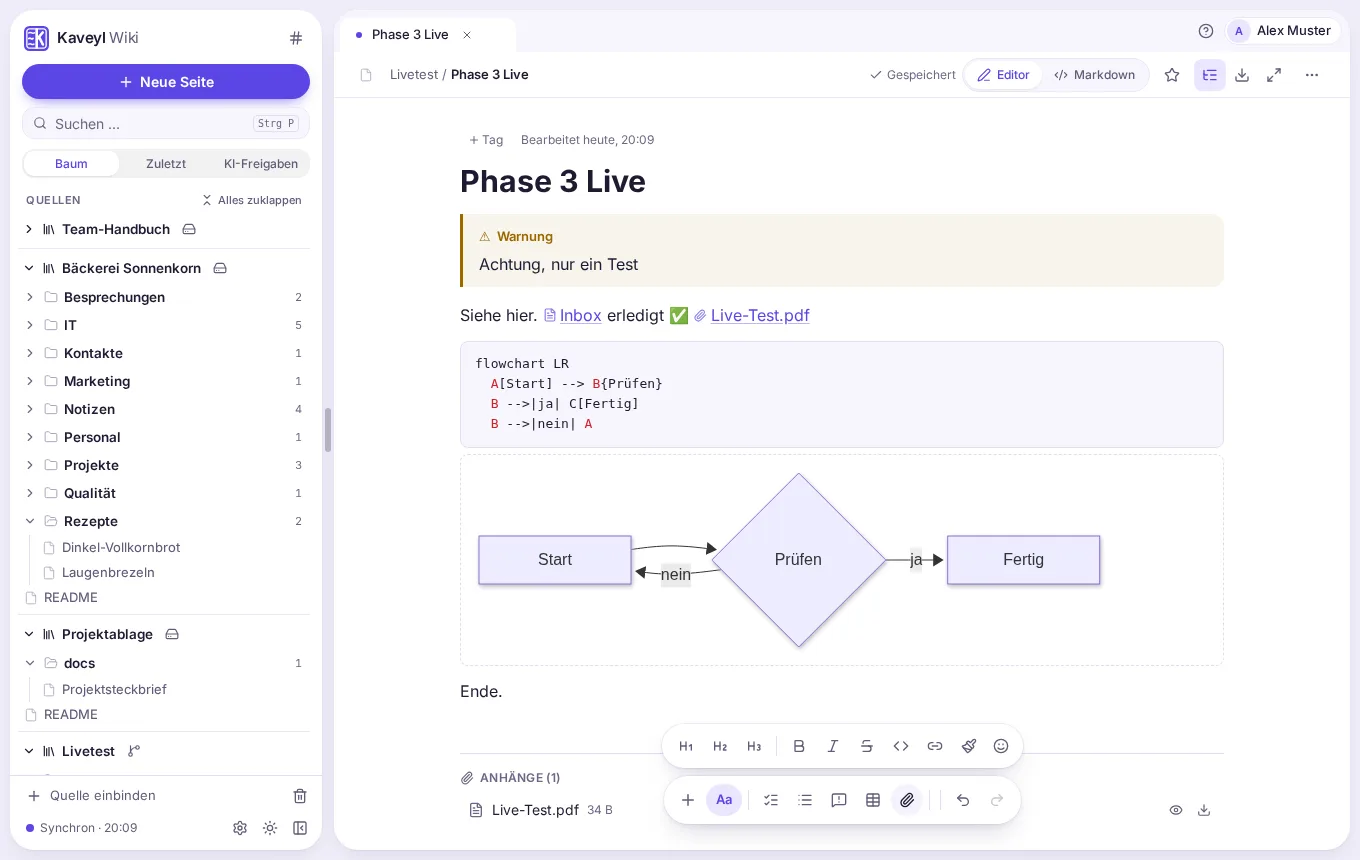 Kaveyl Wiki
Neue Seite
Suchen ...
Strg P
Baum
Zuletzt
KI-Freigaben
QUELLEN
Alles zuklappen
Team-Handbuch
Bäckerei Sonnenkorn
Besprechungen 2
IT 5
Kontakte 1
Marketing 1
Notizen 4
Personal 1
Projekte 3
Qualität 1
Rezepte 2
Dinkel-Vollkornbrot
Laugenbrezeln
README
Projektablage
docs 1
Projektsteckbrief
README
Livetest
Quelle einbinden
Synchron · 20:09
Phase 3 Live
A Alex Muster
Livetest / Phase 3 Live
Gespeichert
Editor
Markdown
+ Tag
Bearbeitet heute, 20:09
Phase 3 Live
⚠ Warnung
Achtung, nur ein Test
Siehe hier. Inbox erledigt ✅ Live-Test.pdf
flowchart LR
A[Start] --> B{Prüfen}
B -->|ja| C[Fertig]
B -->|nein| A
Start
nein
Prüfen
ja
Fertig
Ende.
H1 H2 H3 B I S
ANHÄNGE (1)
Live-Test.pdf 34 B
Aa